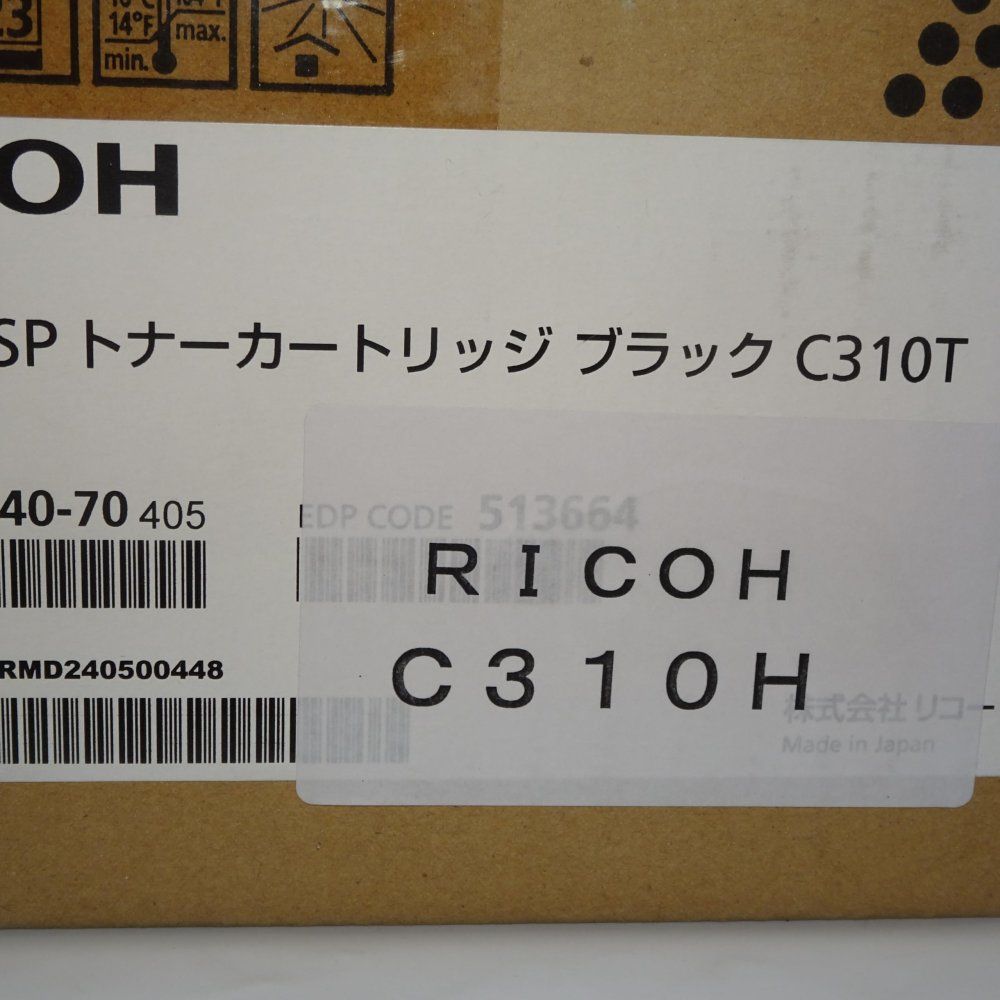 14°F
min.
max.
COH
SP トナーカートリッジ ブラック C310T
40-70 405
EDP CODE 513664
RICOH
RMD240500448
C310H
株式会社 リコー
Made in Japan